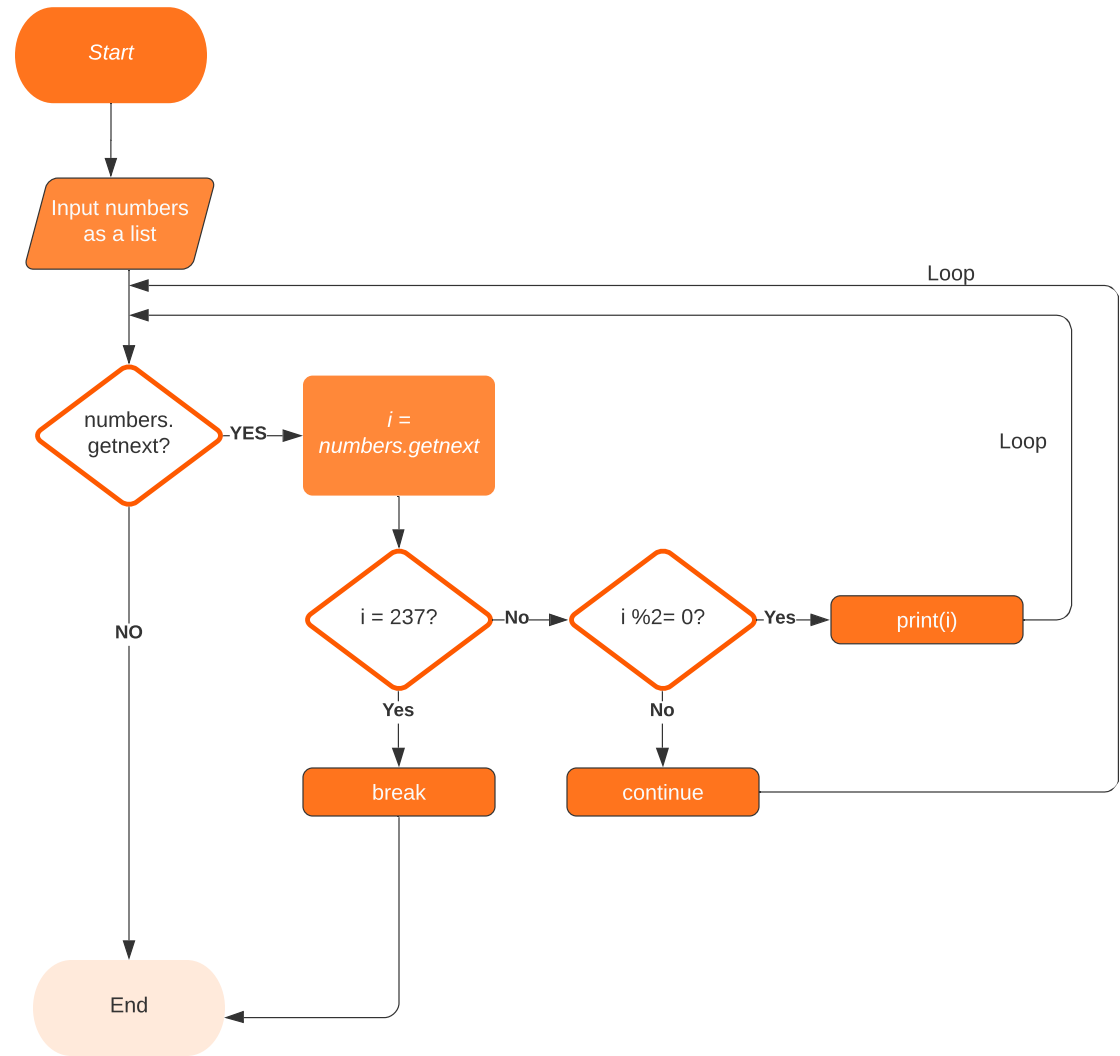 Start
Input numbers
as a list
Loop
numbers.
getnext?
YES
i =
numbers.getnext
Loop
NO
i = 237?
No
i %2= 0?
Yes
print(i)
Yes
No
break
continue
End